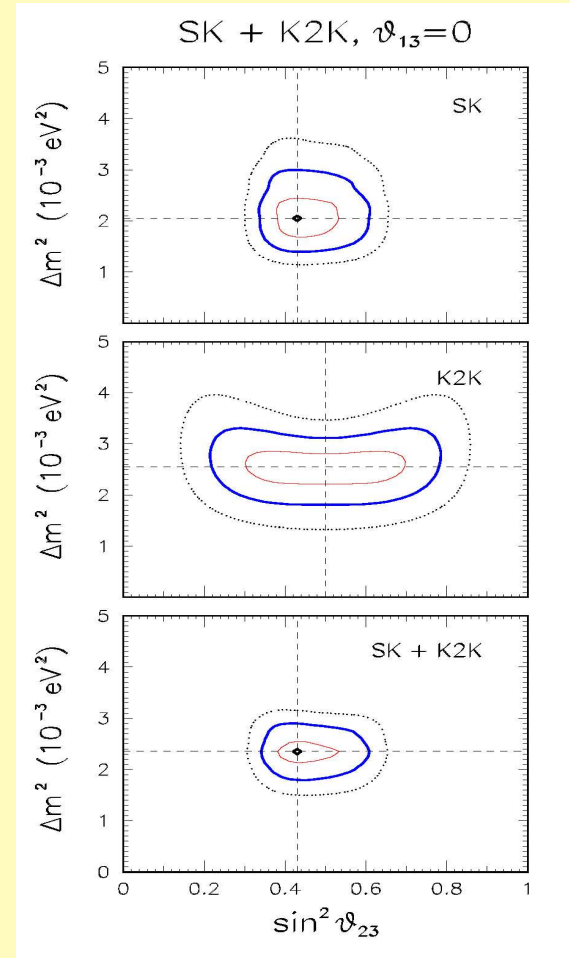 SK + K2K, ϑ₁₃=0
5
SK
4
3
2
1
Δm² (10⁻³ eV²)
5
K2K
4
3
2
1
Δm² (10⁻³ eV²)
5
SK + K2K
4
3
2
1
0
Δm² (10⁻³ eV²)
0 0.2 0.4 0.6 0.8 1
sin² ϑ₂₃